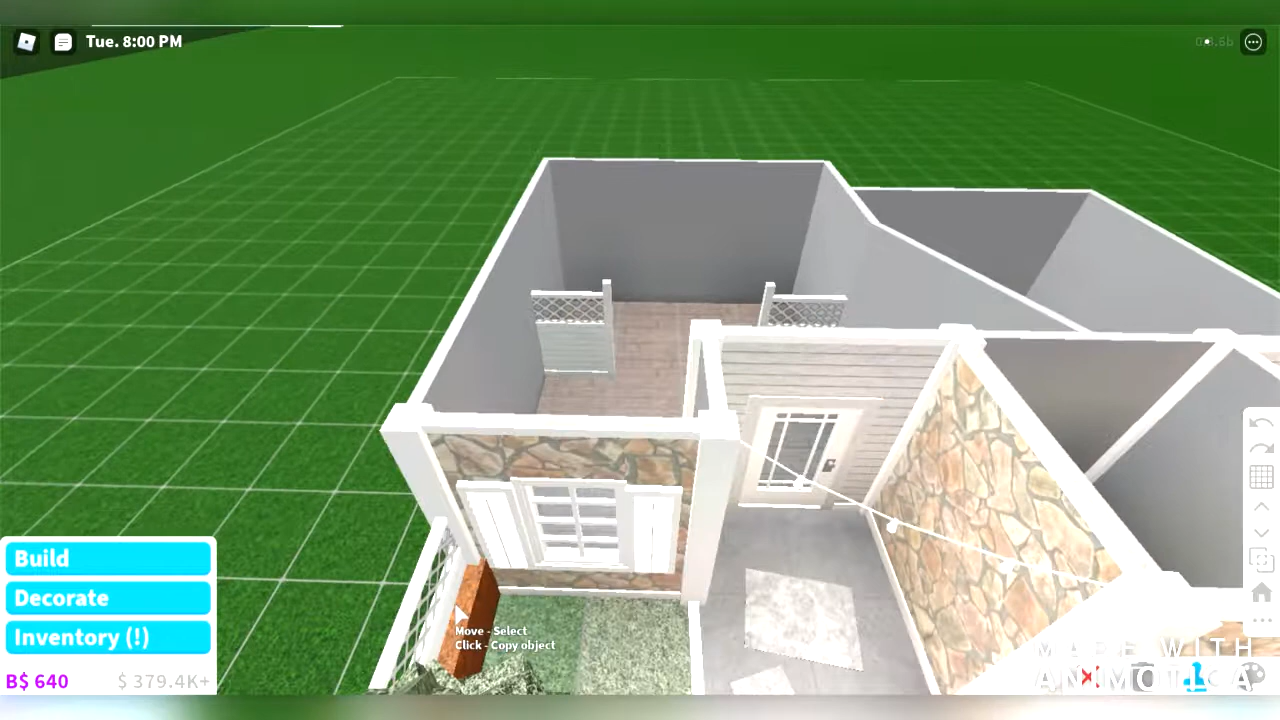 Tue. 8:00 PM
Build
Decorate
Inventory (!)
B$ 640
$ 379.4K+
Move - Select
Click - Copy object
MADE WITH
ANIMOTICA